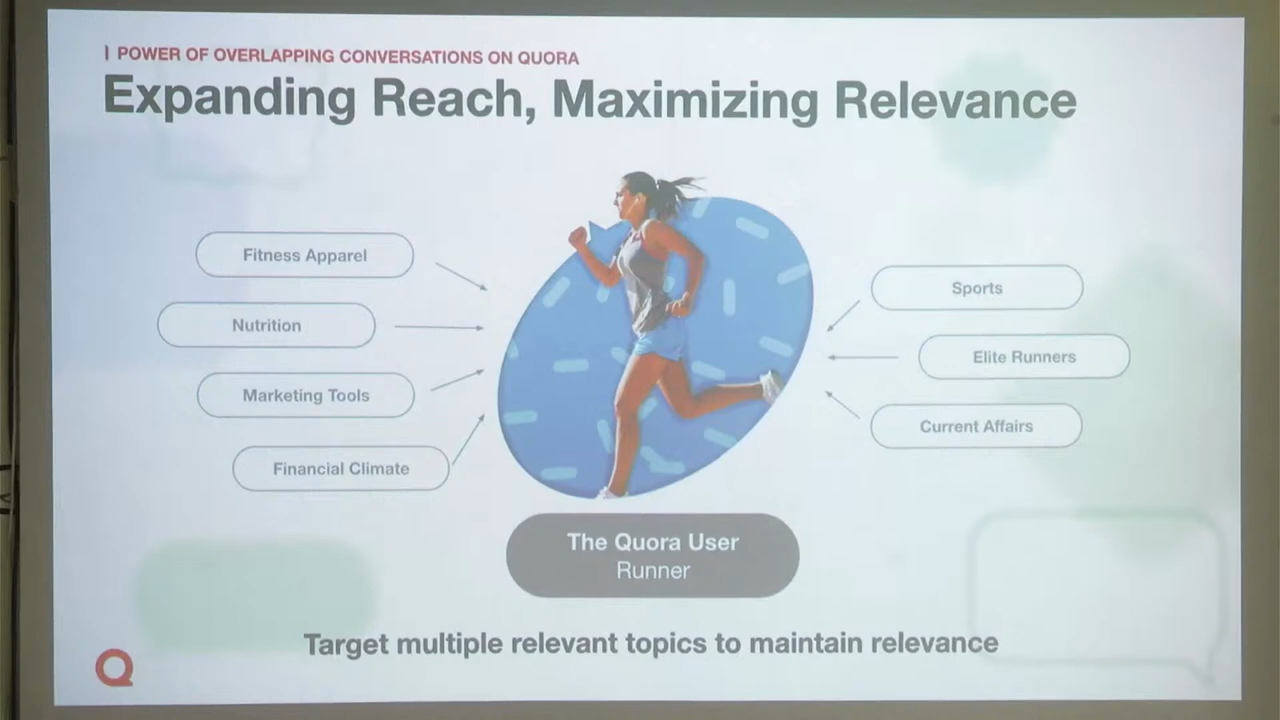 | POWER OF OVERLAPPING CONVERSATIONS ON QUORA
Expanding Reach, Maximizing Relevance
Fitness Apparel
Nutrition
Marketing Tools
Financial Climate
Sports
Elite Runners
Current Affairs
The Quora User
Runner
Target multiple relevant topics to maintain relevance
Q